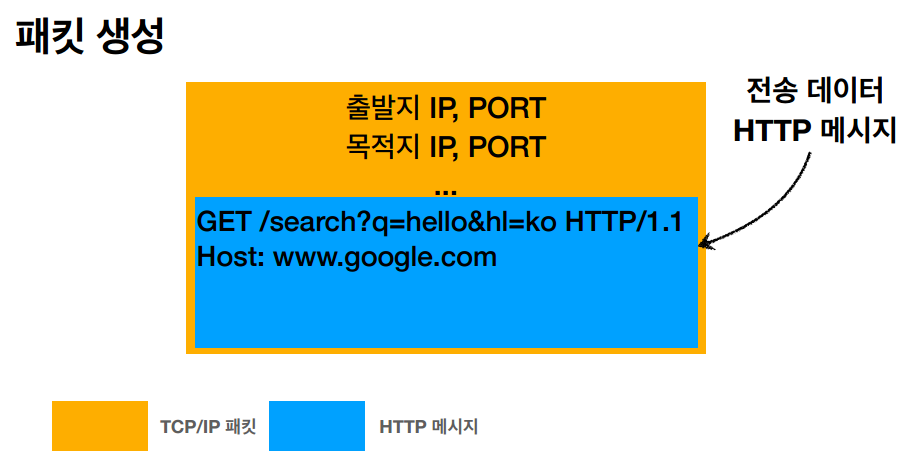 패킷 생성
출발지 IP, PORT
목적지 IP, PORT
...
전송 데이터
HTTP 메시지
GET /search?q=hello&hl=ko HTTP/1.1
Host: www.google.com
TCP/IP 패킷
HTTP 메시지